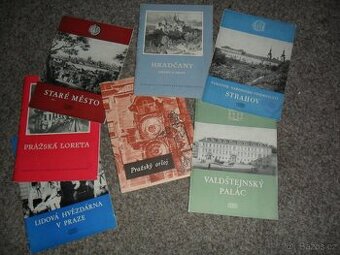 STARÉ MĚSTO
HRADČANY
STRAHOV
PRAŽSKÁ LORETA
Pražský orloj
VALDŠTEJNSKÝ
PALÁC
LIDOVÁ HVĚZDÁRNA
V PRAZE